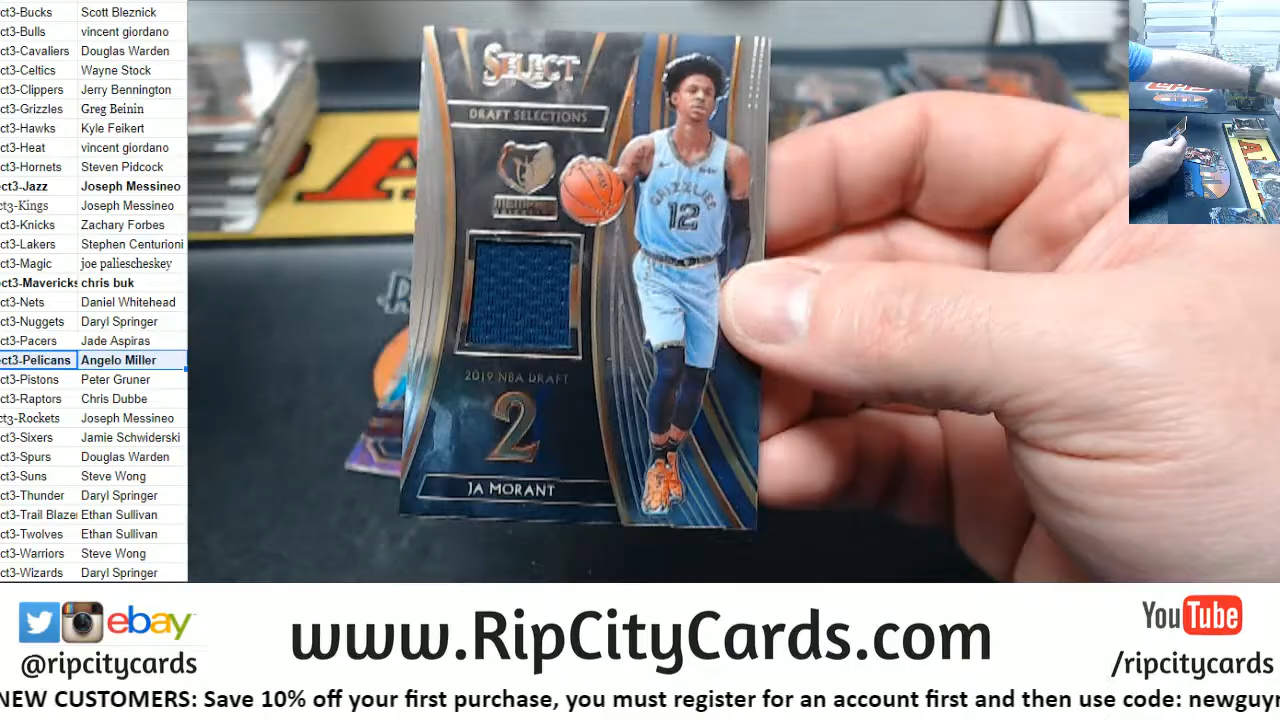 ct3-Bucks Scott Bleznick
ct3-Bulls vincent giordano
ct3-Cavaliers Douglas Warden
ct3-Celtics Wayne Stock
ct3-Clippers Jerry Bennington
ct3-Grizzles Greg Beinin
ct3-Hawks Kyle Feikert
ct3-Heat vincent giordano
ct3-Hornets Steven Pidcock
ect3-Jazz Joseph Messineo
ct3-Kings Joseph Messineo
ct3-Knicks Zachary Forbes
ct3-Lakers Stephen Centurioni
ct3-Magic joe paliescheskey
ect3-Mavericks chris buk
ct3-Nets Daniel Whitehead
ct3-Nuggets Daryl Springer
ct3-Pacers Jade Aspiras
ect3-Pelicans Angelo Miller
ct3-Pistons Peter Gruner
ct3-Raptors Chris Dubbe
ct3-Rockets Joseph Messineo
ct3-Sixers Jamie Schwiderski
ct3-Spurs Douglas Warden
ct3-Suns Steve Wong
ct3-Thunder Daryl Springer
ct3-Trail Blazer Ethan Sullivan
ct3-Twolves Ethan Sullivan
ct3-Warriors Steve Wong
ct3-Wizards Daryl Springer
SELECT
DRAFT SELECTIONS
MEMPHIS
GRIZZLIES
12
2019 NBA DRAFT
2
JA MORANT
ebay
@ripcitycards
www.RipCityCards.com
YouTube
/ripcitycards
NEW CUSTOMERS: Save 10% off your first purchase, you must register for an account first and then use code: newguy